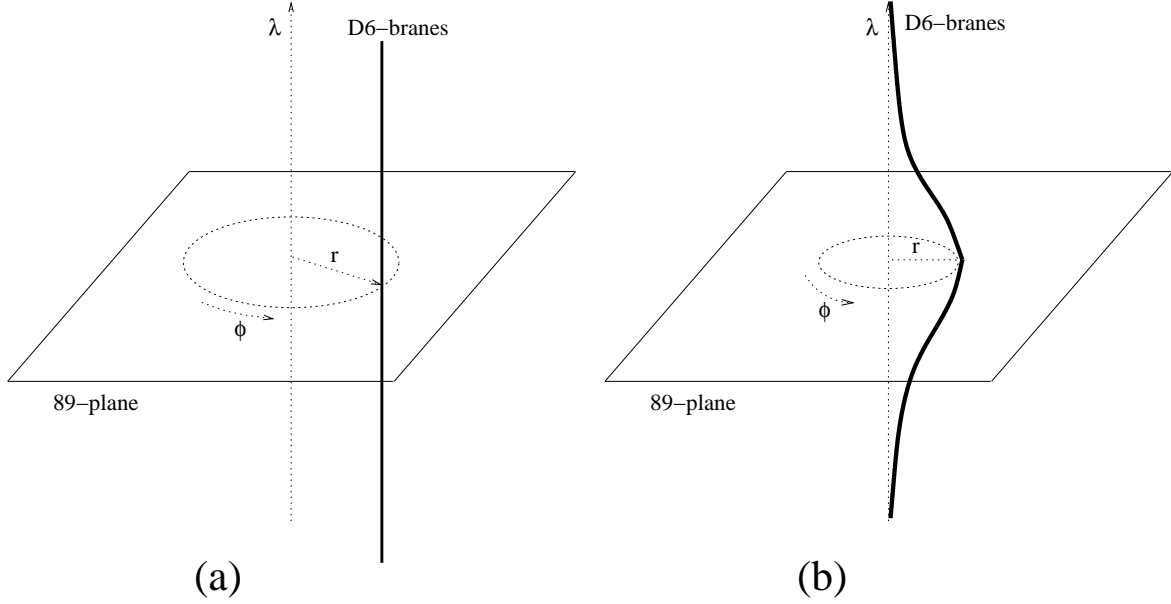 λ
D6−branes
r
ϕ
89−plane
(a)
λ
D6−branes
r
ϕ
89−plane
(b)